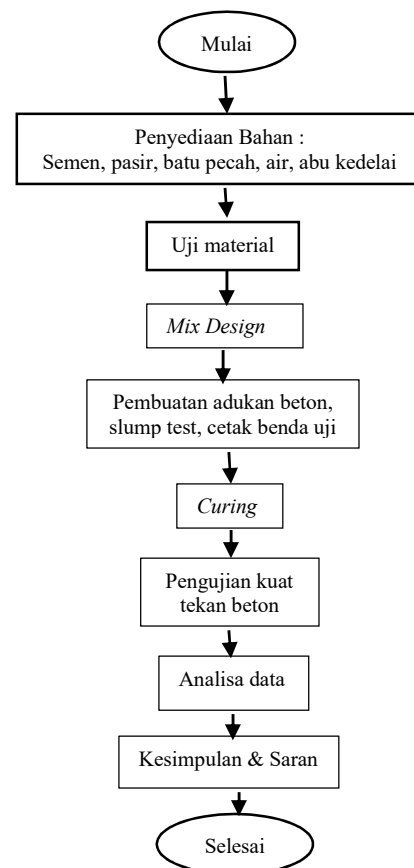 Mulai
Penyediaan Bahan :
Semen, pasir, batu pecah, air, abu kedelai
Uji material
Mix Design
Pembuatan adukan beton,
slump test, cetak benda uji
Curing
Pengujian kuat
tekan beton
Analisa data
Kesimpulan & Saran
Selesai